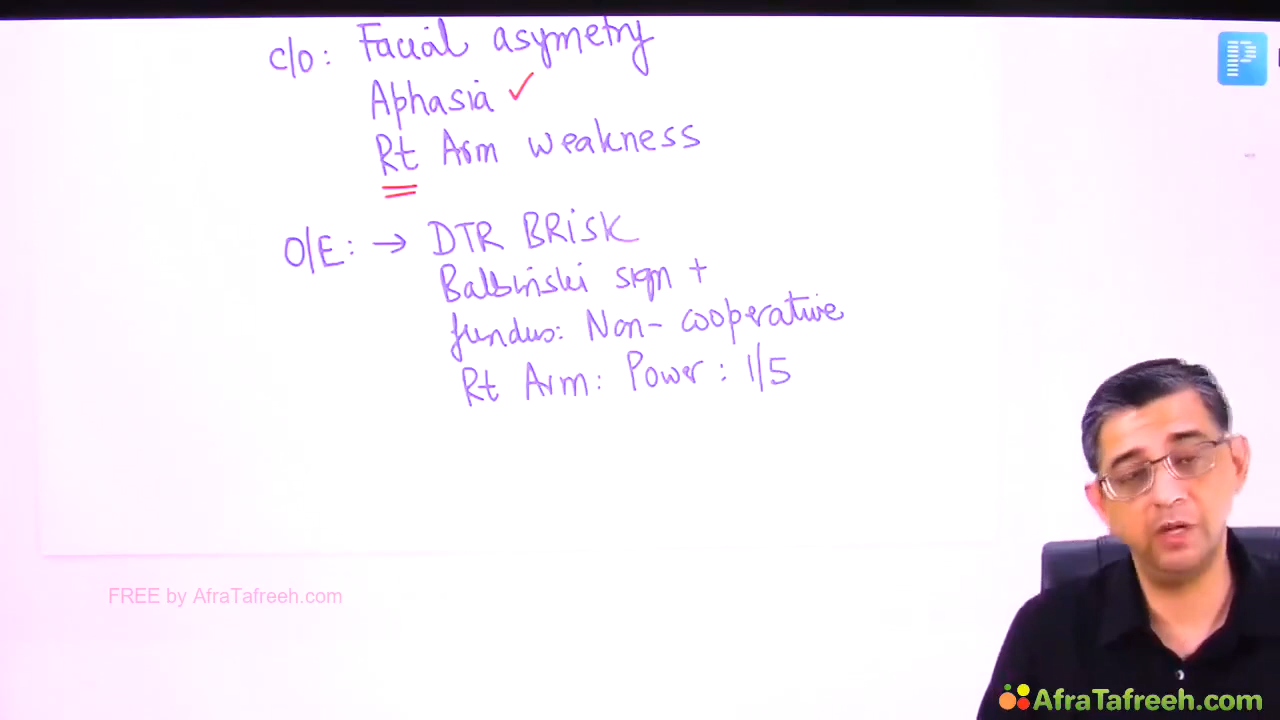 c/o: Facial asymetry
Aphasia ✓
Rt Arm weakness
O/E: → DTR BRisk
Babinski sign +
fundus: Non-cooperative
Rt Arm: Power: 1/5
FREE by AfraTafreeh.com
AfraTafreeh.com